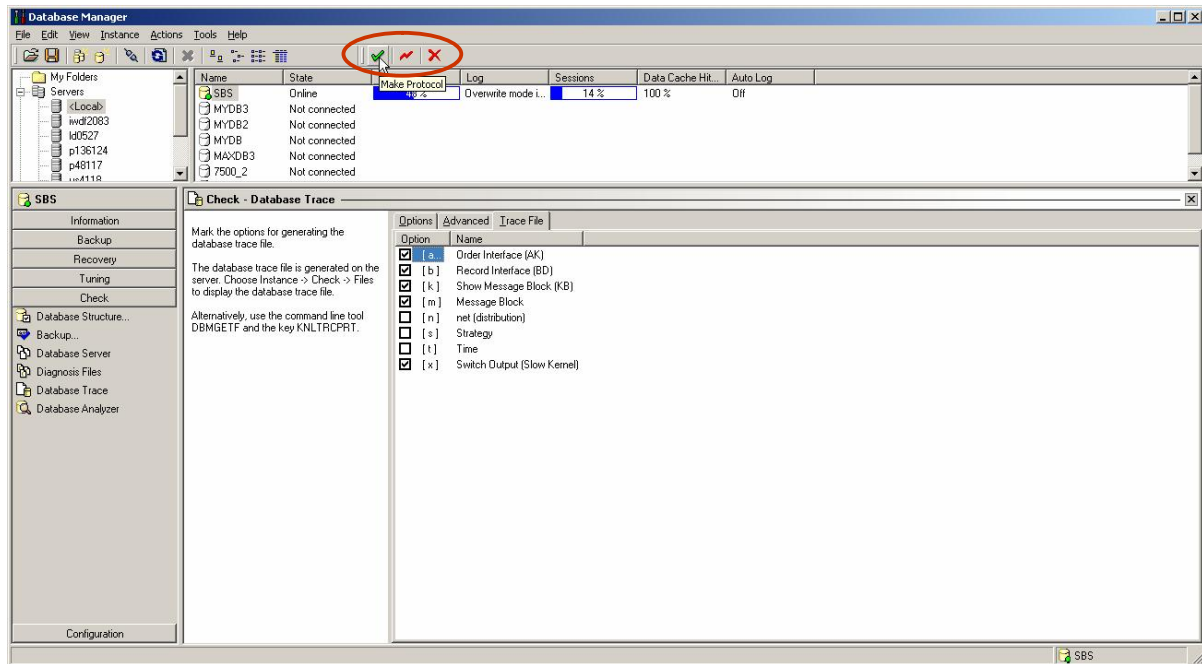 Database Manager
File Edit View Instance Actions Tools Help
Make Protocol
My Folders
Servers
<Local>
iwdf2083
ld0527
p136124
p48117
us4118
Name State Log Sessions Data Cache Hit... Auto Log
SBS Online 46 % Overwrite mode i... 14 % 100 % Off
MYDB3 Not connected
MYDB2 Not connected
MYDB Not connected
MAXDB3 Not connected
7500_2 Not connected
SBS
Information
Backup
Recovery
Tuning
Check
Database Structure...
Backup...
Database Server
Diagnosis Files
Database Trace
Database Analyzer
Configuration
Check - Database Trace
Mark the options for generating the
database trace file.
The database trace file is generated on the
server. Choose Instance -> Check -> Files
to display the database trace file.
Alternatively, use the command line tool
DBMGETF and the key KNLTRCPRT.
Options Advanced Trace File
Option Name
[ a... Order Interface (AK)
[ b ] Record Interface (BD)
[ k ] Show Message Block (KB)
[ m ] Message Block
[ n ] net (distribution)
[ s ] Strategy
[ t ] Time
[ x ] Switch Output (Slow Kernel)
SBS